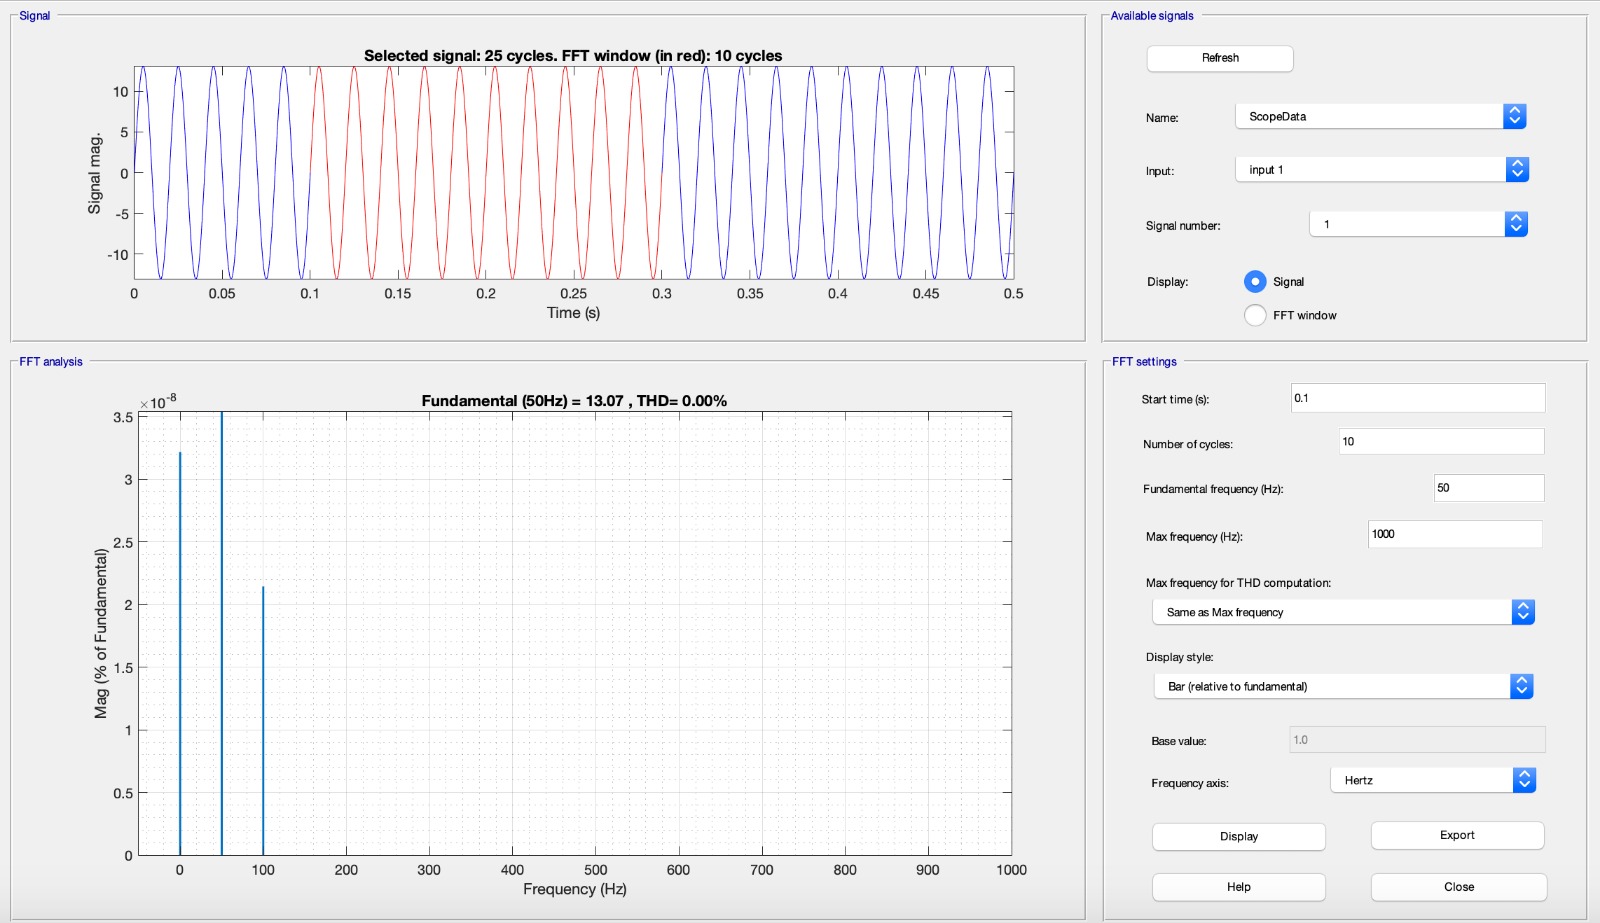 Signal
Selected signal: 25 cycles. FFT window (in red): 10 cycles
10
5
0
-5
-10
Signal mag.
0 0.05 0.1 0.15 0.2 0.25 0.3 0.35 0.4 0.45 0.5
Time (s)
Available signals
Refresh
Name: ScopeData
Input: input 1
Signal number: 1
Display: Signal
FFT window
FFT analysis
×10-8
Fundamental (50Hz) = 13.07 , THD= 0.00%
3.5
3
2.5
2
1.5
1
0.5
0
Mag (% of Fundamental)
0 100 200 300 400 500 600 700 800 900 1000
Frequency (Hz)
FFT settings
Start time (s): 0.1
Number of cycles: 10
Fundamental frequency (Hz): 50
Max frequency (Hz): 1000
Max frequency for THD computation:
Same as Max frequency
Display style:
Bar (relative to fundamental)
Base value: 1.0
Frequency axis: Hertz
Display Export
Help Close